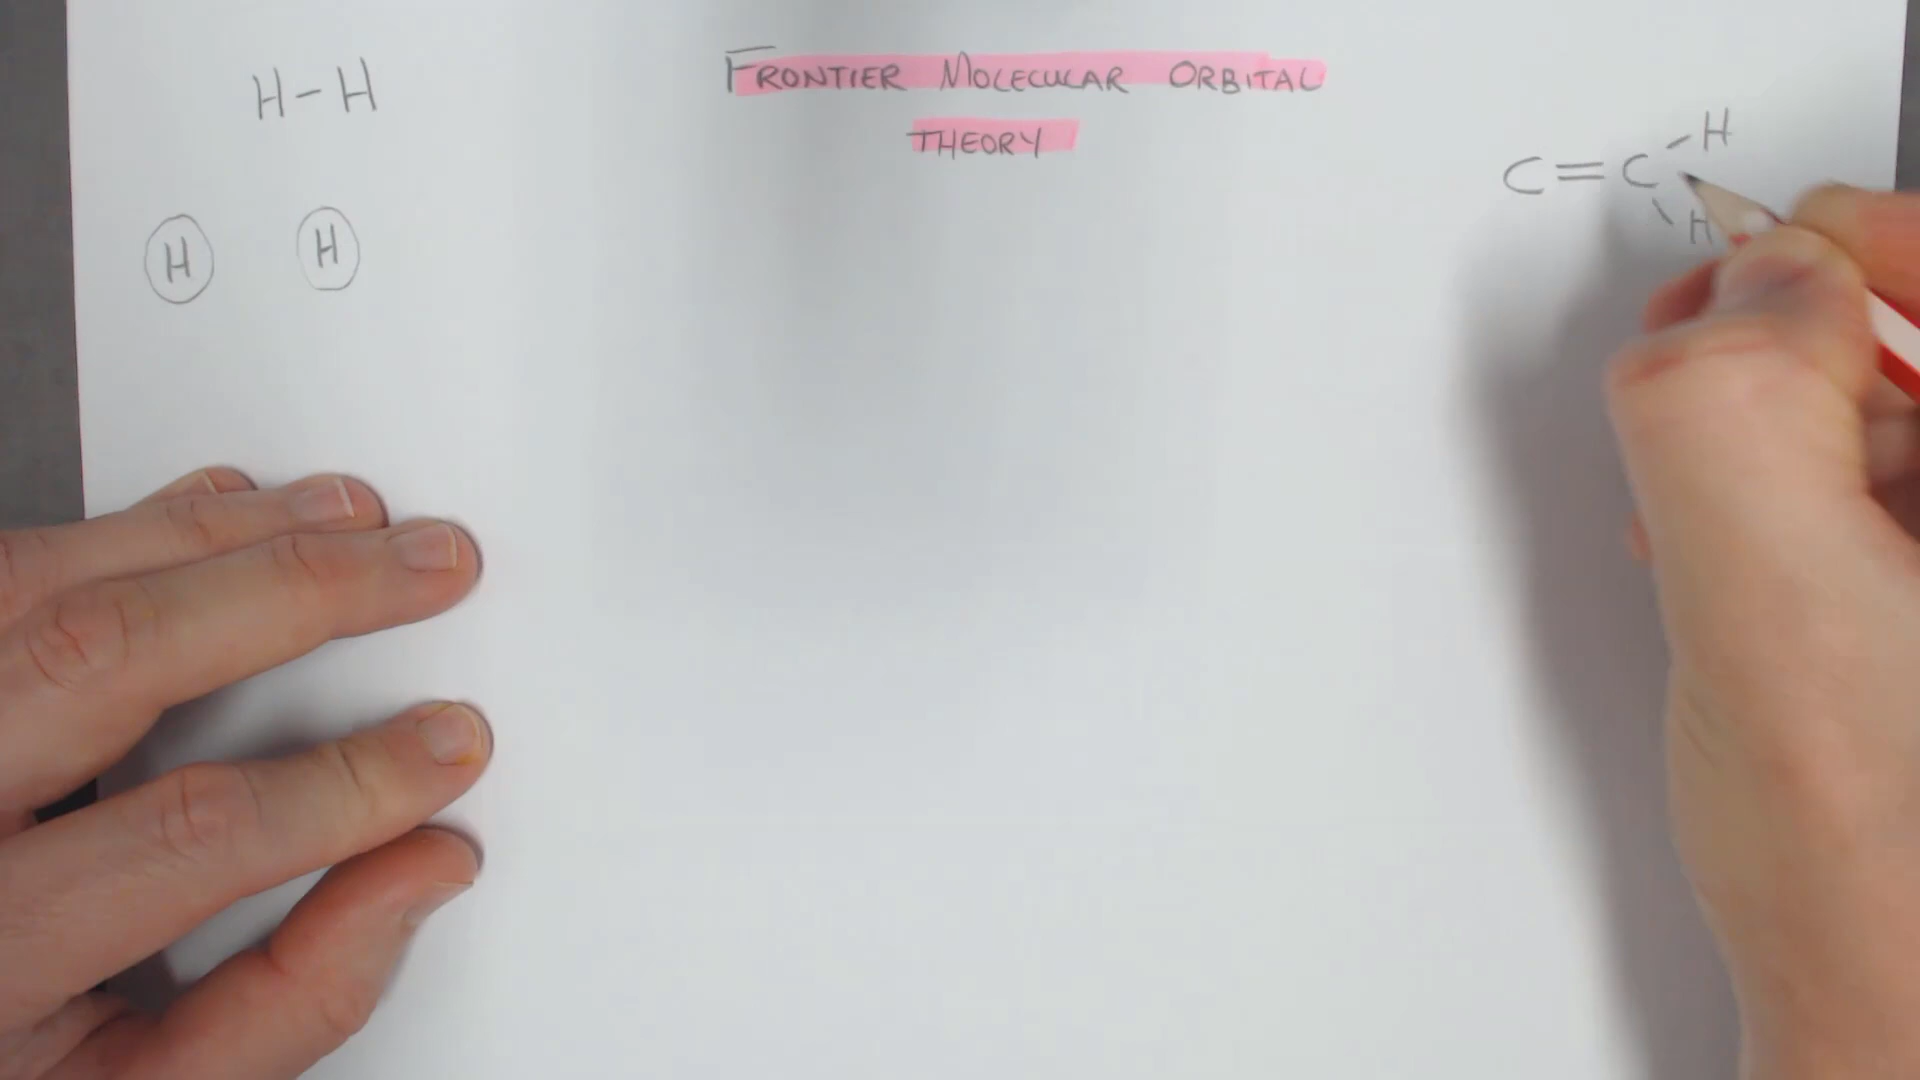 H-H
FRONTIER MOLECULAR ORBITAL
THEORY
H
C=C
H
H H